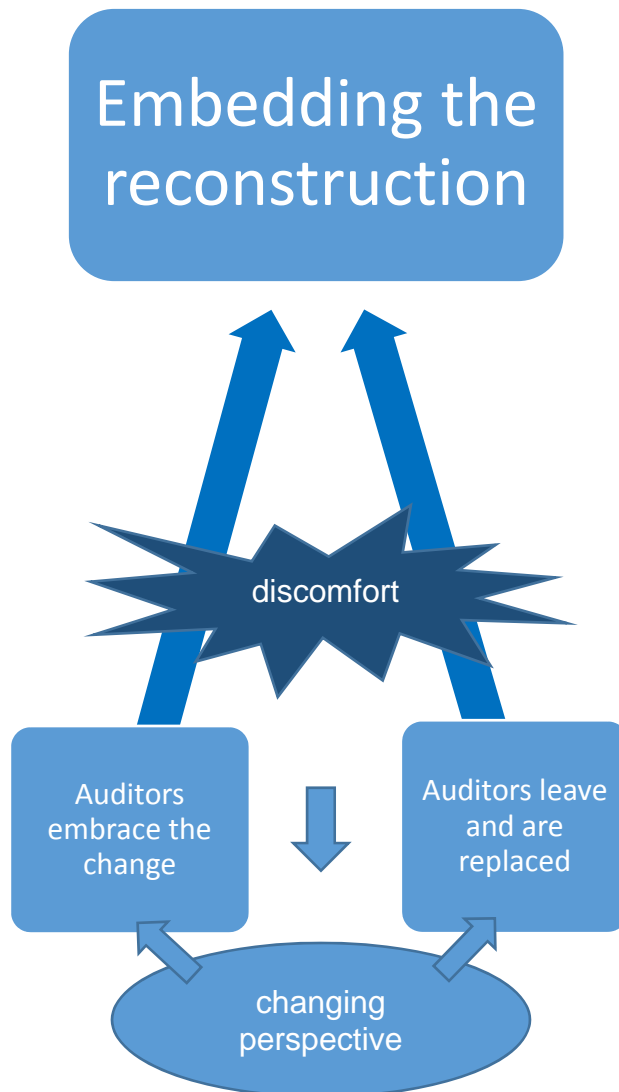 Embedding the
reconstruction
discomfort
Auditors
embrace the
change
Auditors leave
and are
replaced
changing
perspective